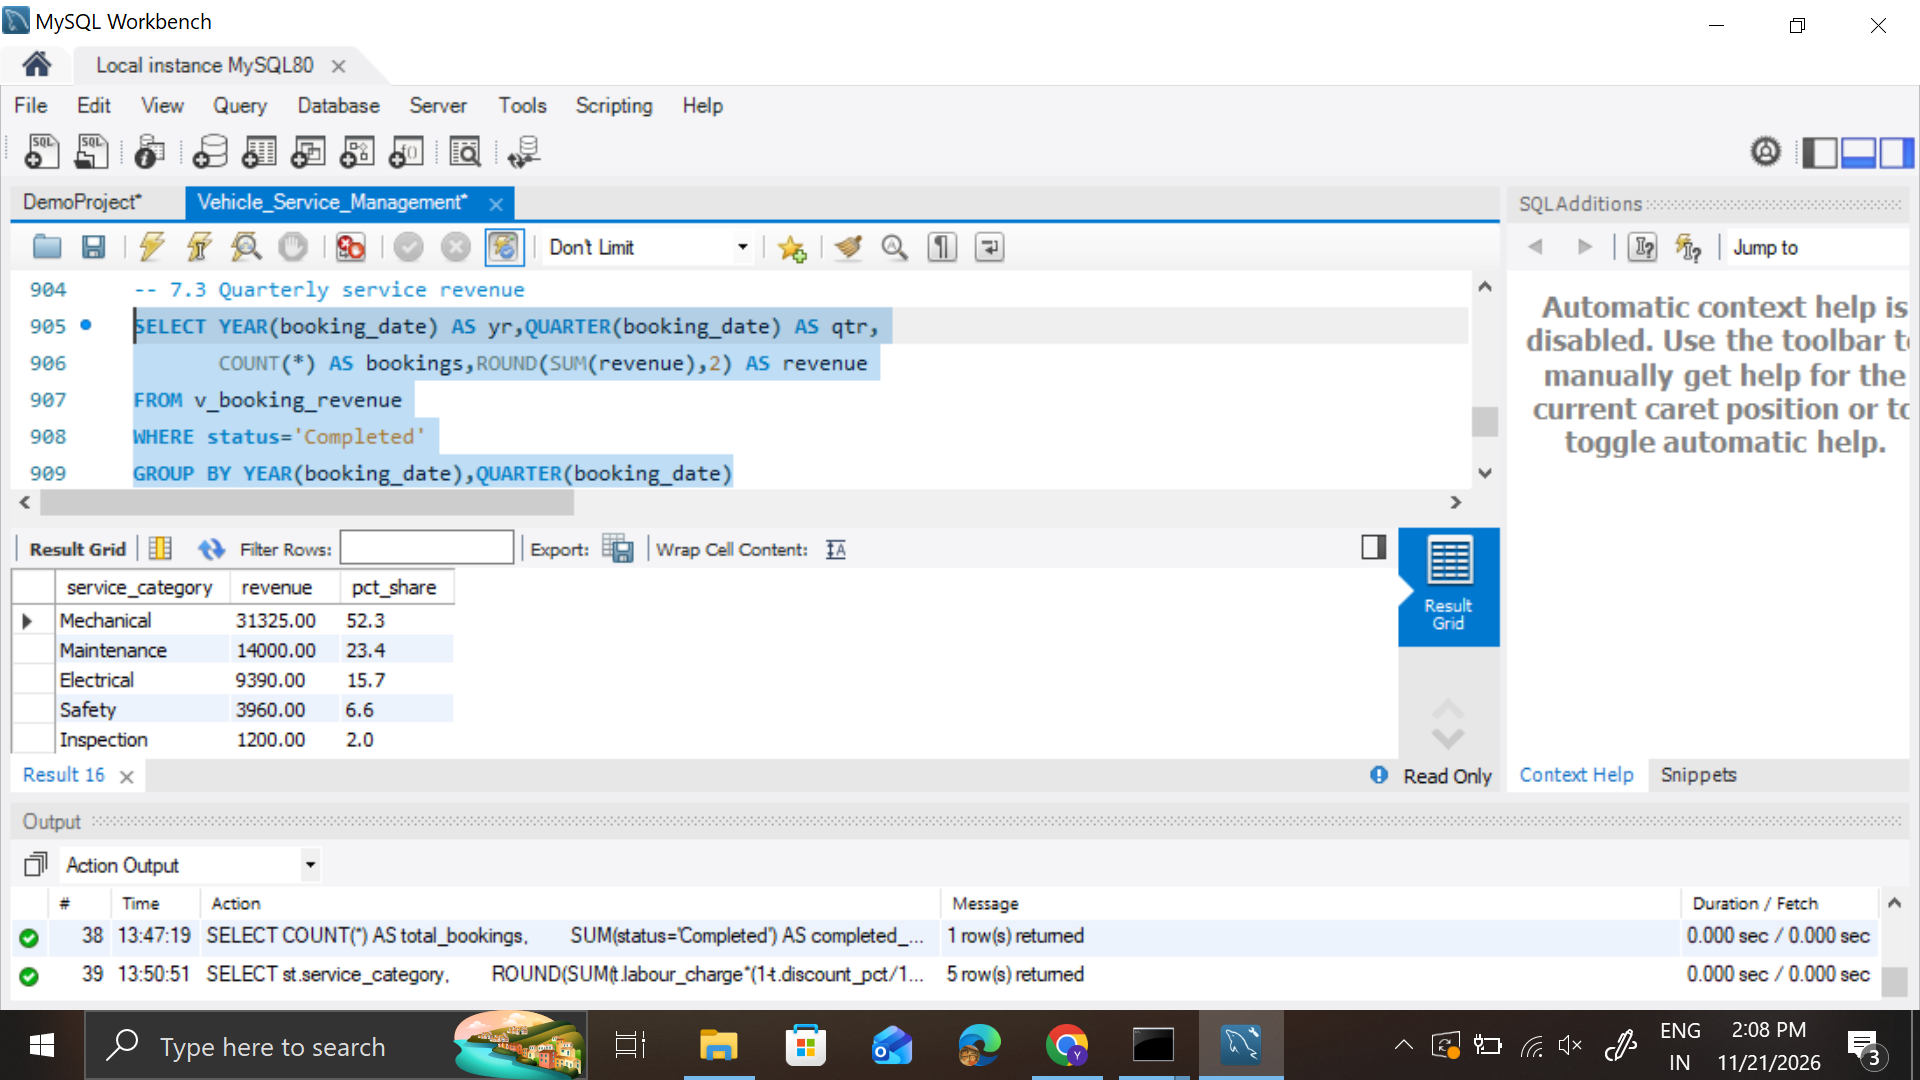 MySQL Workbench
Local instance MySQL80
File Edit View Query Database Server Tools Scripting Help
DemoProject* Vehicle_Service_Management*
SQLAdditions
Don't Limit
Jump to
904 -- 7.3 Quarterly service revenue
905 SELECT YEAR(booking_date) AS yr,QUARTER(booking_date) AS qtr,
906 COUNT(*) AS bookings,ROUND(SUM(revenue),2) AS revenue
907 FROM v_booking_revenue
908 WHERE status='Completed'
909 GROUP BY YEAR(booking_date),QUARTER(booking_date)
Automatic context help is
disabled. Use the toolbar to
manually get help for the
current caret position or to
toggle automatic help.
Result Grid Filter Rows: Export: Wrap Cell Content:
service_category revenue pct_share
Mechanical 31325.00 52.3
Maintenance 14000.00 23.4
Electrical 9390.00 15.7
Safety 3960.00 6.6
Inspection 1200.00 2.0
Result
Grid
Result 16
Read Only
Context Help Snippets
Output
Action Output
# Time Action Message Duration / Fetch
38 13:47:19 SELECT COUNT(*) AS total_bookings, SUM(status='Completed') AS completed_... 1 row(s) returned 0.000 sec / 0.000 sec
39 13:50:51 SELECT st.service_category, ROUND(SUM(t.labour_charge*(1-t.discount_pct/1... 5 row(s) returned 0.000 sec / 0.000 sec
Type here to search
ENG
IN
2:08 PM
11/21/2026
3